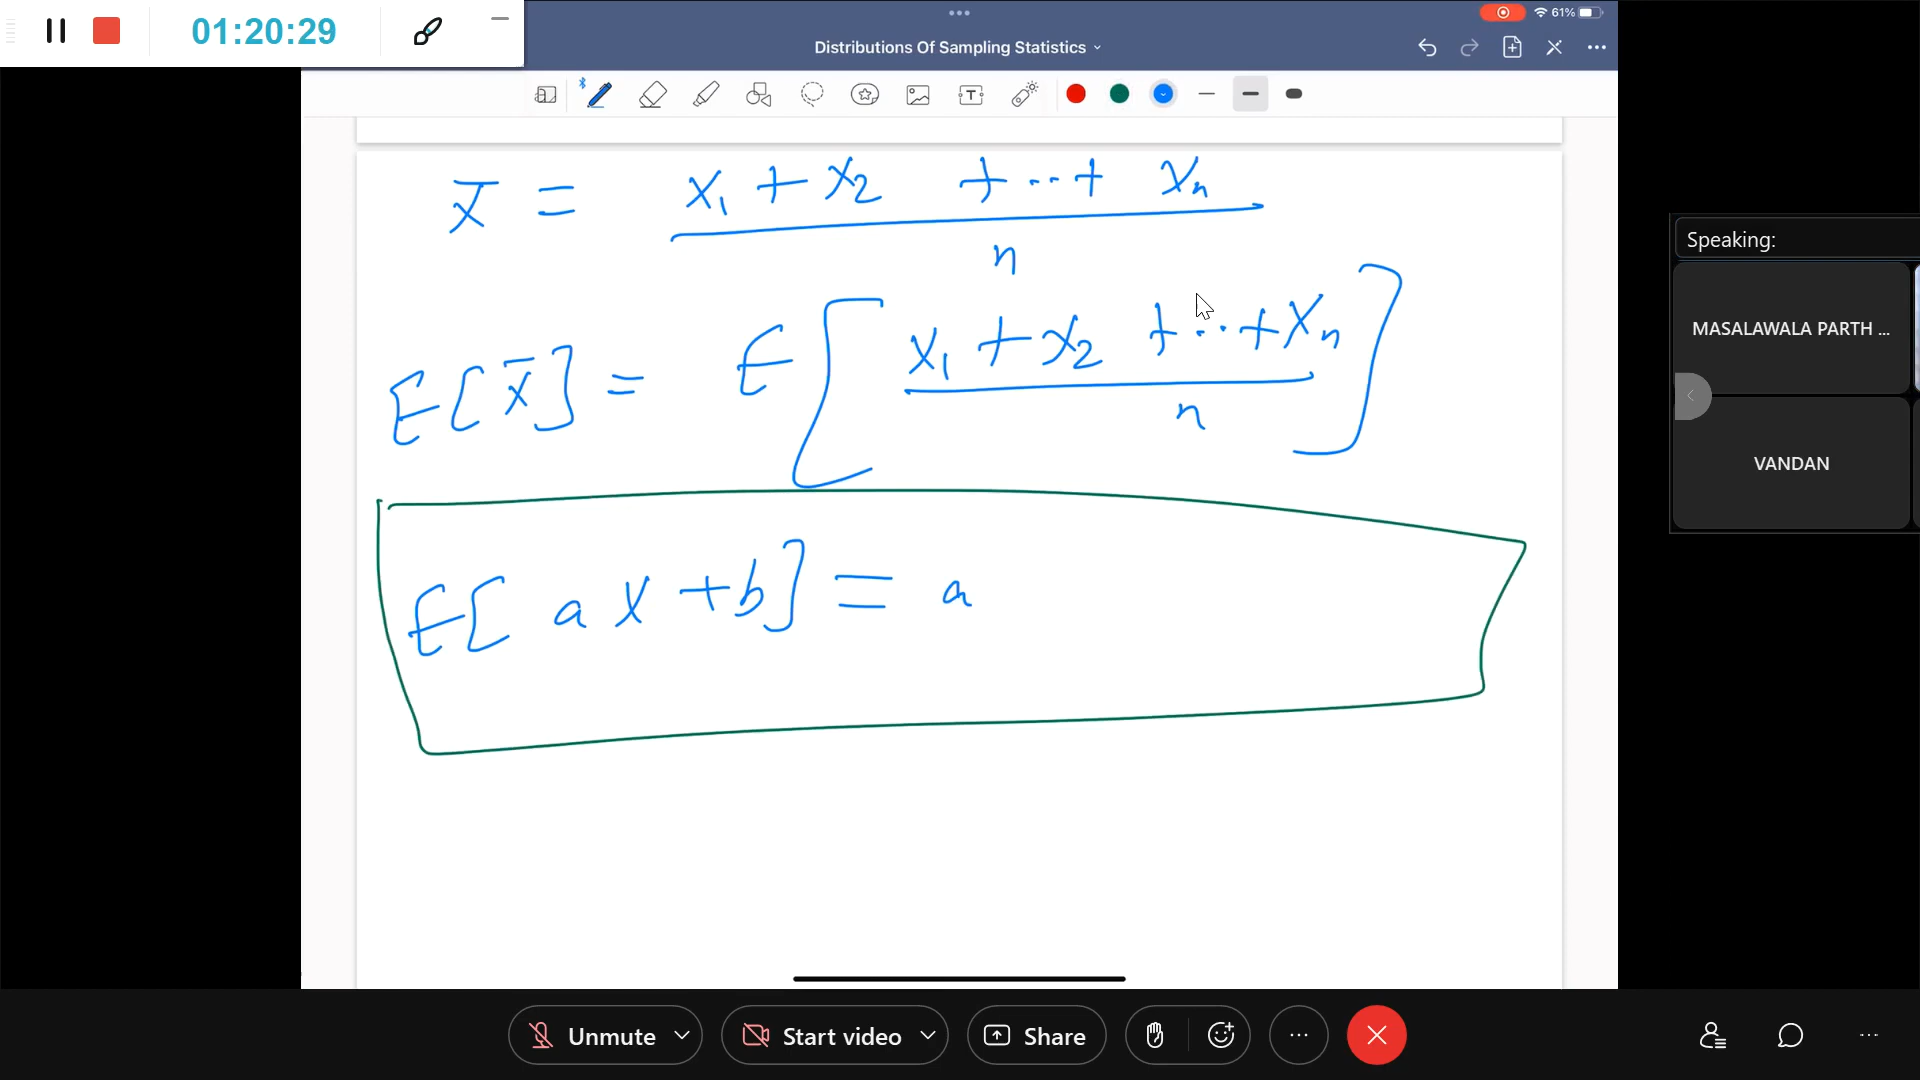 01:20:29
61%
Distributions Of Sampling Statistics
x̄ = x₁ + x₂ + ... + xₙ
n
E[x̄] = E[x₁ + x₂ + ... + xₙ]
n
E[ax + b] = a
Speaking:
MASALAWALA PARTH ...
VANDAN
Unmute
Start video
Share